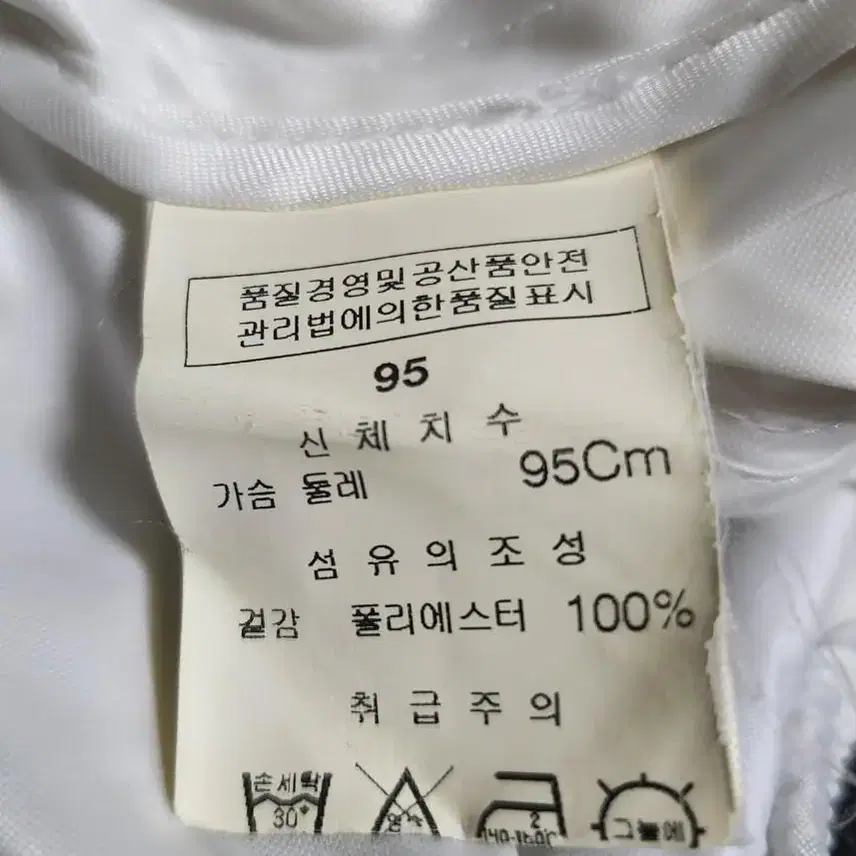 품질경영및공산품안전
관리법에의한품질표시
95
신체치수
가슴 둘레 95Cm
섬유의조성
겉감 폴리에스터 100%
취급주의
손세탁
30°
2
그늘에